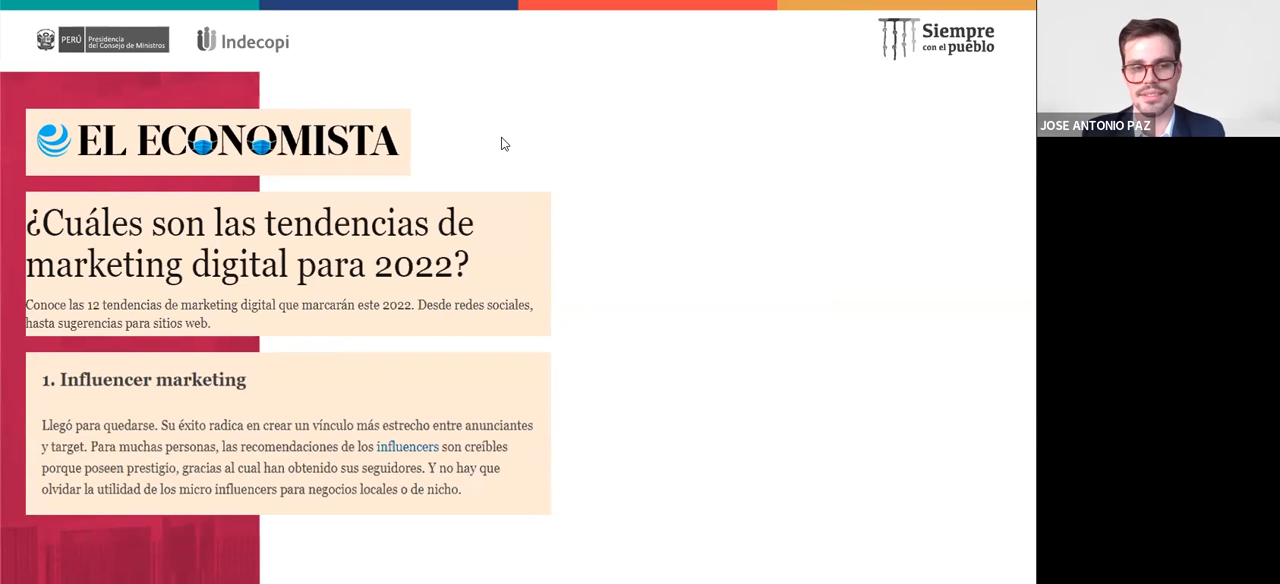 PERÚ
Presidencia
del Consejo de Ministros
Indecopi
Siempre
con el pueblo
JOSE ANTONIO PAZ
EL ECONOMISTA
¿Cuáles son las tendencias de
marketing digital para 2022?
Conoce las 12 tendencias de marketing digital que marcarán este 2022. Desde redes sociales,
hasta sugerencias para sitios web.
1. Influencer marketing
Llegó para quedarse. Su éxito radica en crear un vínculo más estrecho entre anunciantes
y target. Para muchas personas, las recomendaciones de los influencers son creíbles
porque poseen prestigio, gracias al cual han obtenido sus seguidores. Y no hay que
olvidar la utilidad de los micro influencers para negocios locales o de nicho.